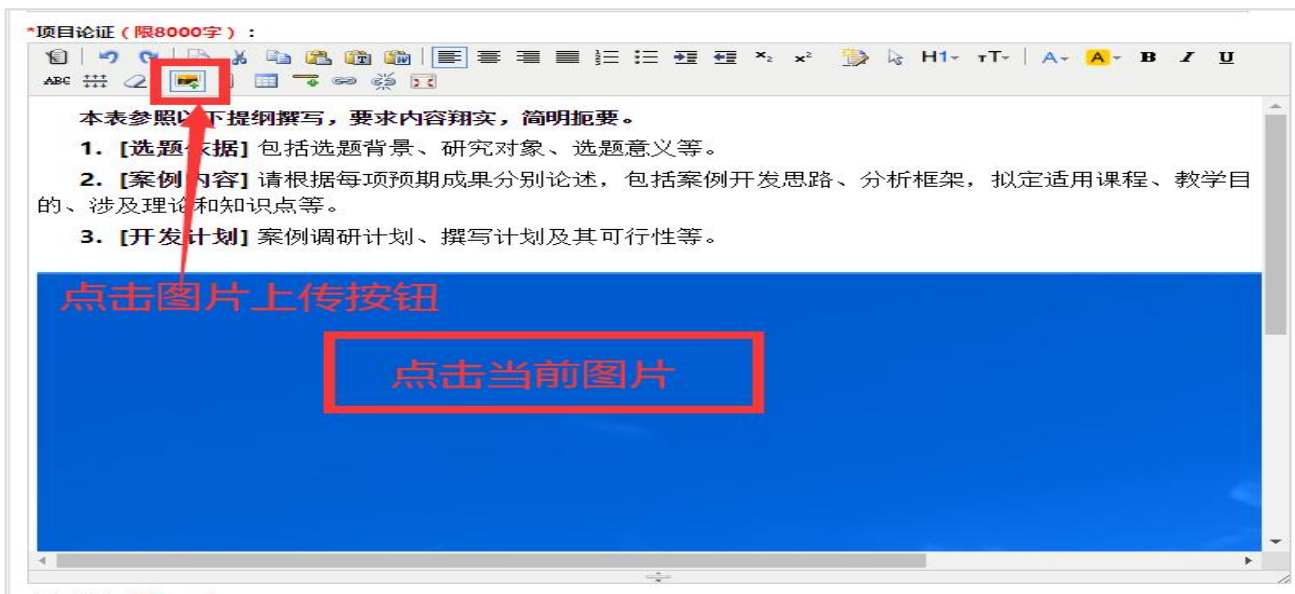 *项目论证（限8000字）:
H1 тT A A B I U
ABC
本表参照以下提纲撰写，要求内容翔实，简明扼要。
1. [选题依据] 包括选题背景、研究对象、选题意义等。
2. [案例内容] 请根据每项预期成果分别论述，包括案例开发思路、分析框架，拟定适用课程、教学目
的、涉及理论和知识点等。
3. [开发计划] 案例调研计划、撰写计划及其可行性等。
点击图片上传按钮
点击当前图片